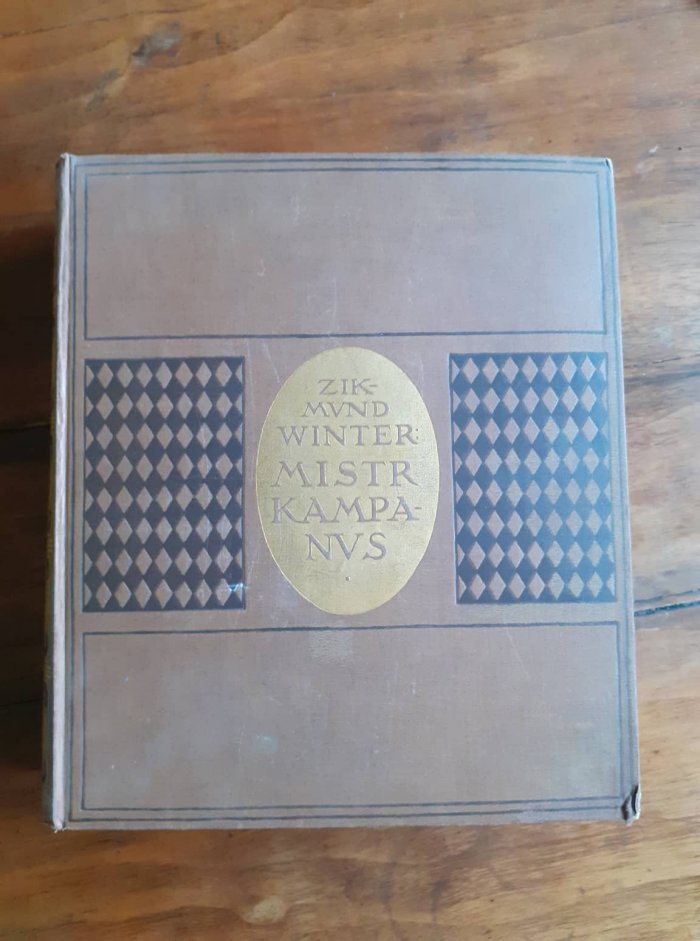 ZIK-
MVND
WINTER:
MISTR
KAMPA-
NVS